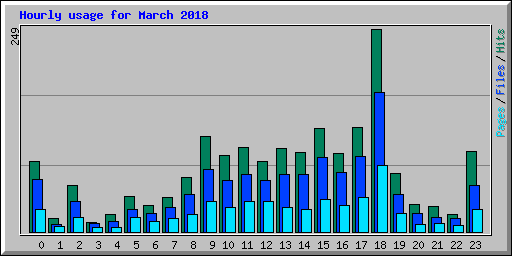 Hourly usage for March 2018
249
Pages / Files / Hits
0 1 2 3 4 5 6 7 8 9 10 11 12 13 14 15 16 17 18 19 20 21 22 23